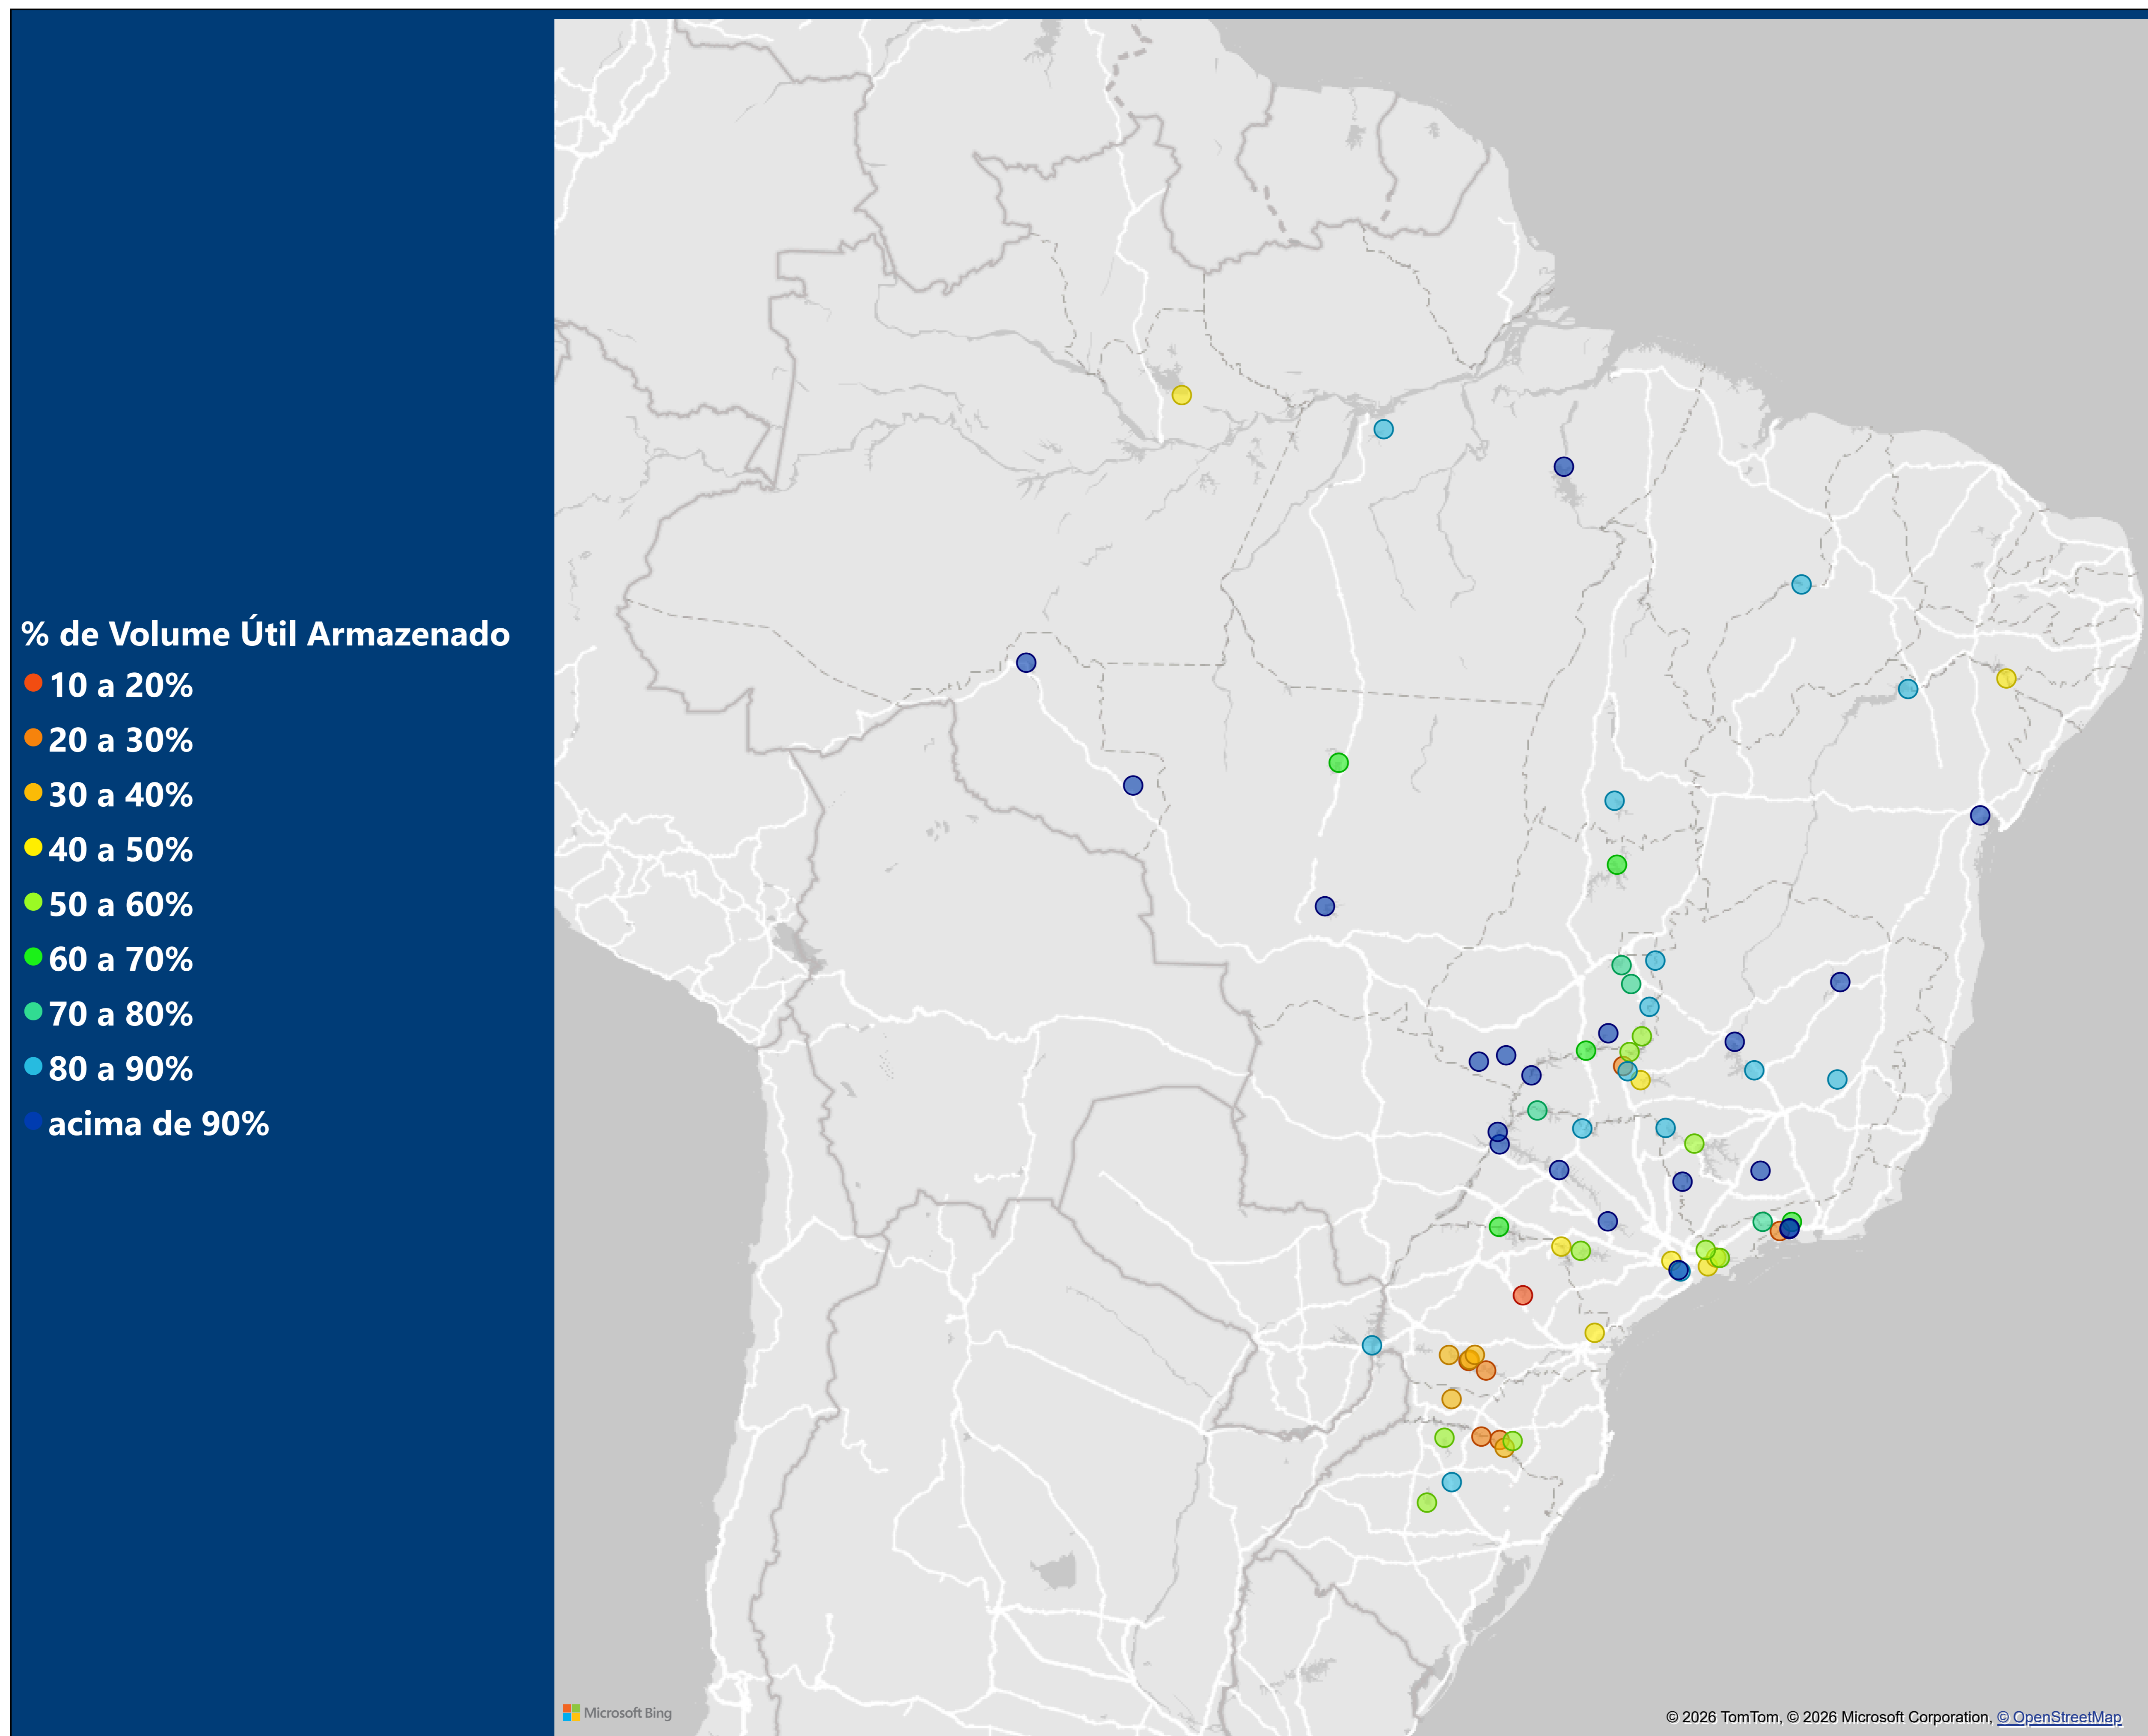 % de Volume Útil Armazenado
10 a 20%
20 a 30%
30 a 40%
40 a 50%
50 a 60%
60 a 70%
70 a 80%
80 a 90%
acima de 90%
Microsoft Bing
© 2026 TomTom, © 2026 Microsoft Corporation, © OpenStreetMap